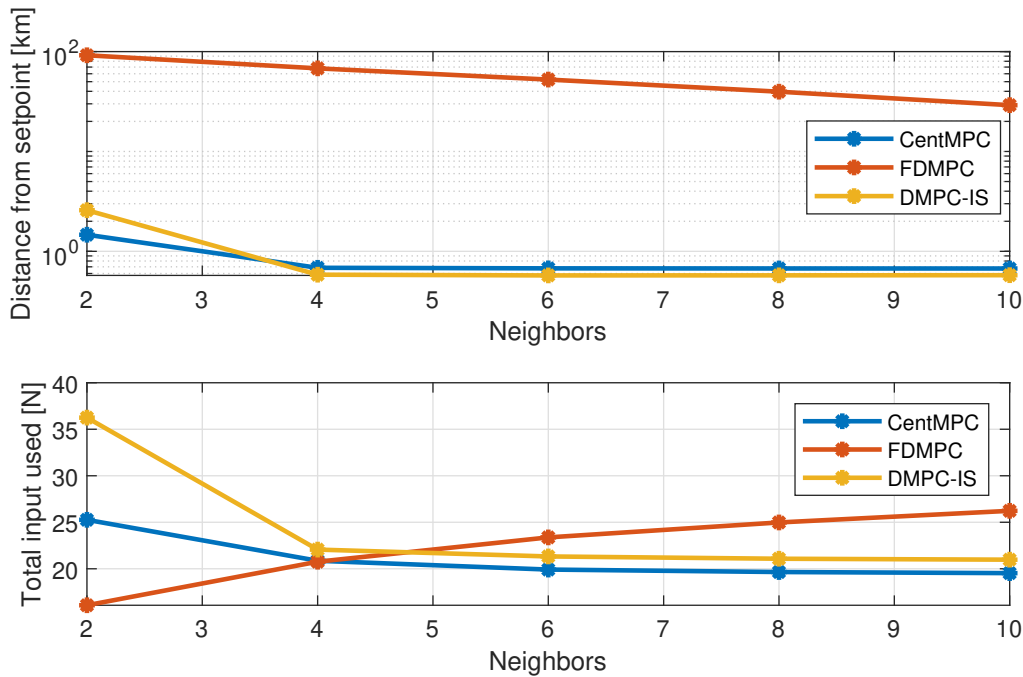 Distance from setpoint [km]
10^2
10^0
2 3 4 5 6 7 8 9 10
Neighbors
CentMPC
FDMPC
DMPC-IS
Total input used [N]
40
35
30
25
20
2 3 4 5 6 7 8 9 10
Neighbors
CentMPC
FDMPC
DMPC-IS